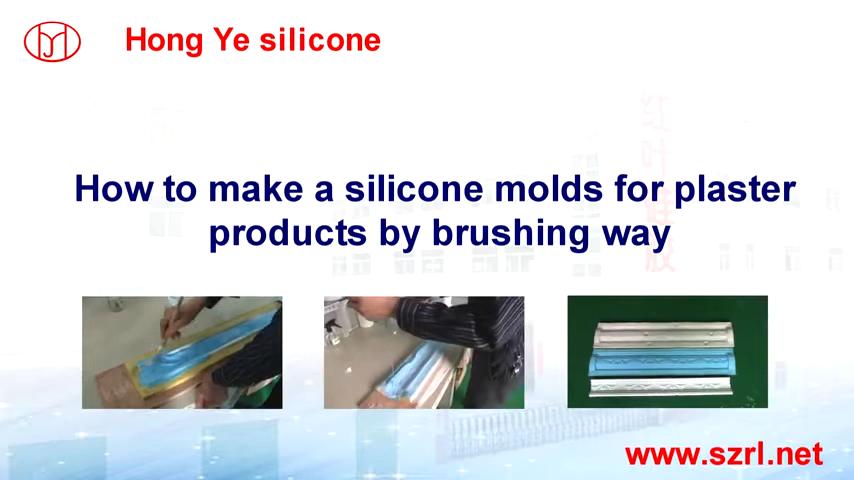 Hong Ye silicone
How to make a silicone molds for plaster
products by brushing way
www.szrl.net